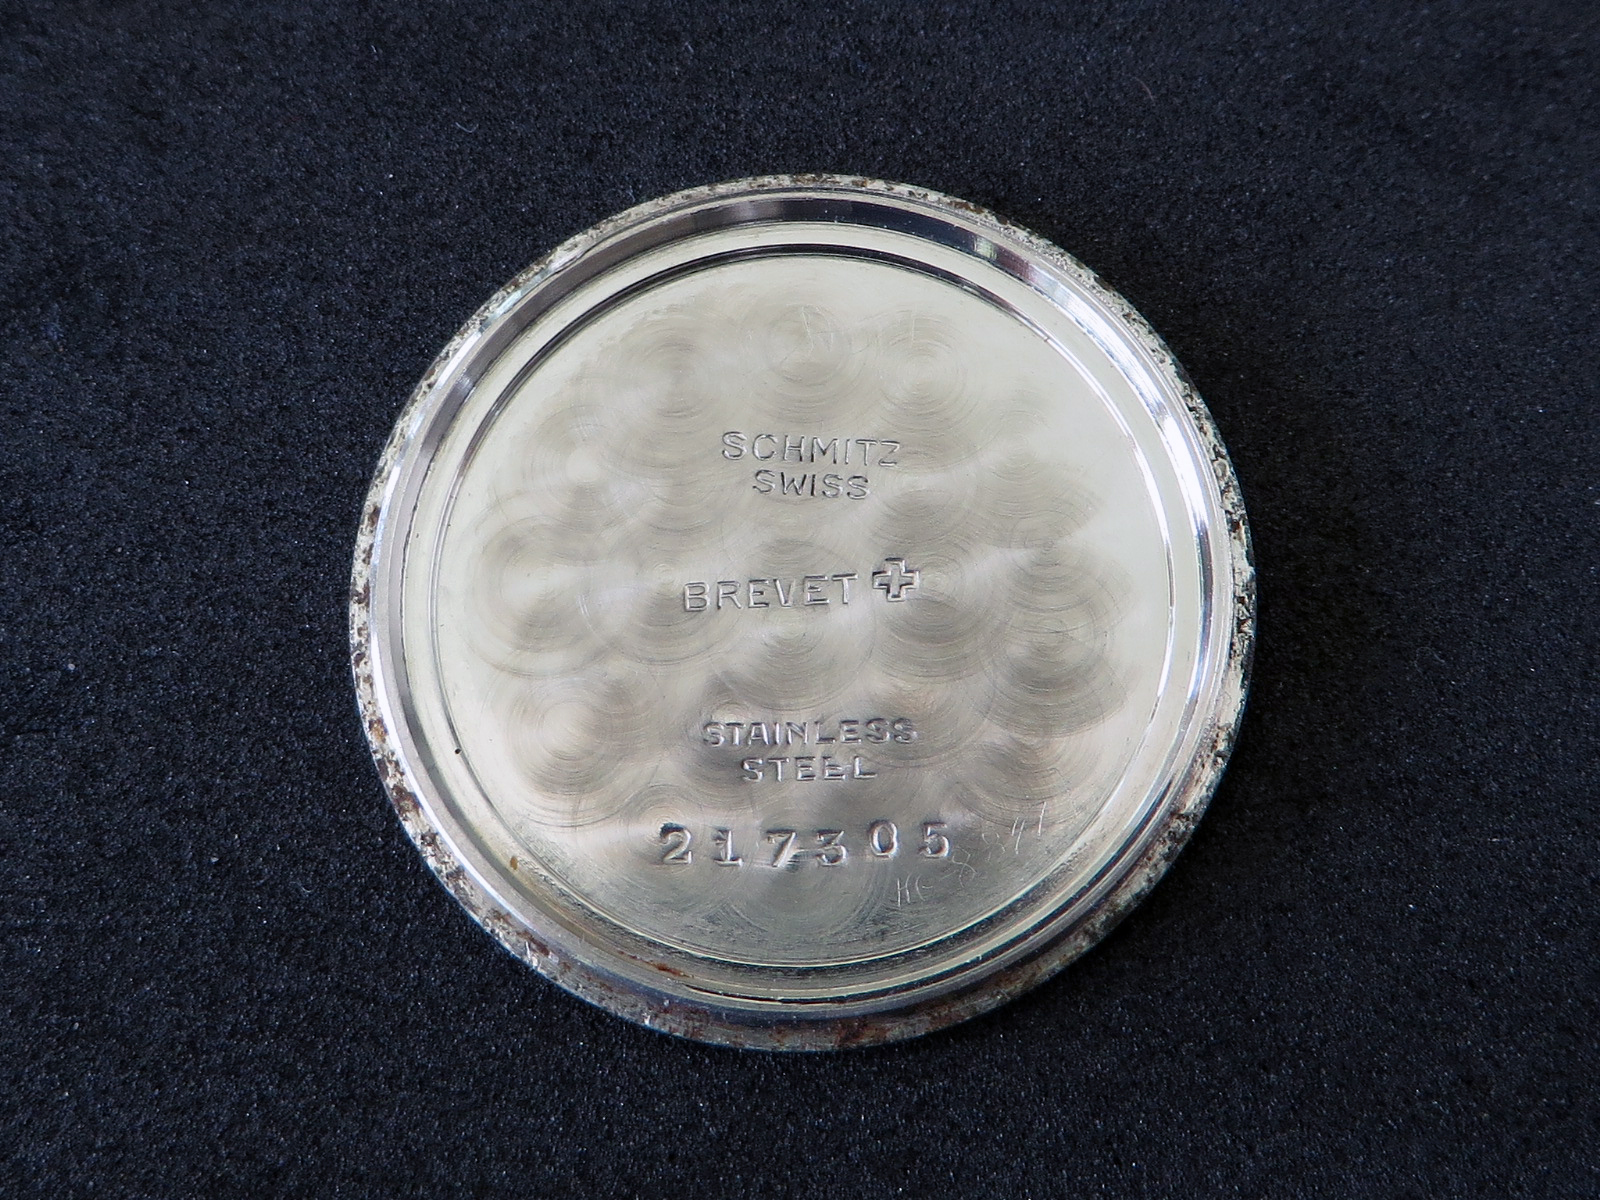 SCHMITZ
SWISS
BREVET
STAINLESS
STEEL
217305